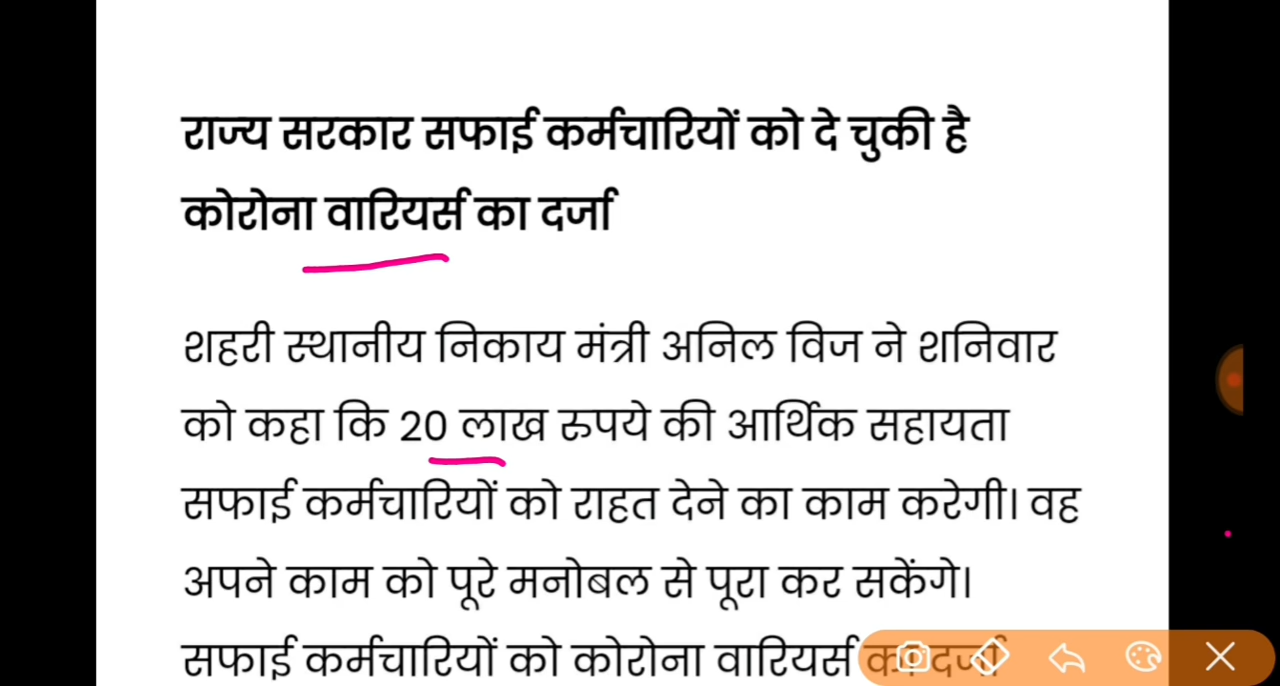 राज्य सरकार सफाई कर्मचारियों को दे चुकी है
कोरोना वारियर्स का दर्जा
शहरी स्थानीय निकाय मंत्री अनिल विज ने शनिवार
को कहा कि 20 लाख रुपये की आर्थिक सहायता
सफाई कर्मचारियों को राहत देने का काम करेगी। वह
अपने काम को पूरे मनोबल से पूरा कर सकेंगे।
सफाई कर्मचारियों को कोरोना वारियर्स का दर्जा